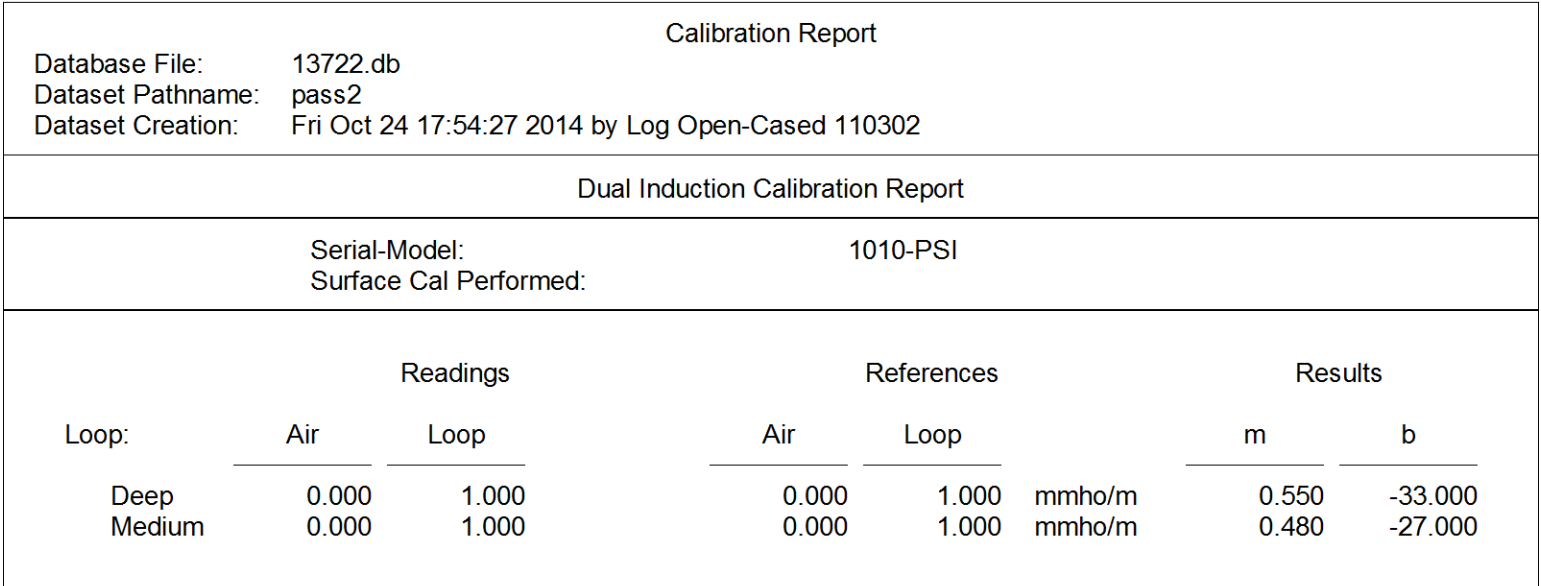 Calibration Report
Database File: 13722.db
Dataset Pathname: pass2
Dataset Creation: Fri Oct 24 17:54:27 2014 by Log Open-Cased 110302
Dual Induction Calibration Report
Serial-Model: 1010-PSI
Surface Cal Performed:
Readings References Results
Loop: Air Loop Air Loop m b
Deep 0.000 1.000 0.000 1.000 mmho/m 0.550 -33.000
Medium 0.000 1.000 0.000 1.000 mmho/m 0.480 -27.000